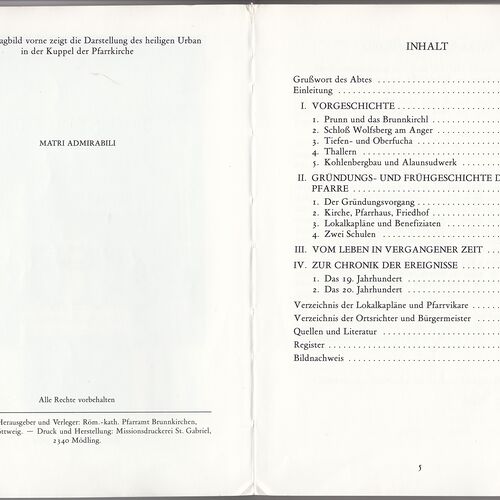 agbild vorne zeigt die Darstellung des heiligen Urban
in der Kuppel der Pfarrkirche
MATRI ADMIRABILI
Alle Rechte vorbehalten
Herausgeber und Verleger: Röm.-kath. Pfarramt Brunnkirchen,
ttweig. — Druck und Herstellung: Missionsdruckerei St. Gabriel,
2340 Mödling.
INHALT
Grußwort des Abtes
Einleitung
I. VORGESCHICHTE
1. Prunn und das Brunnkirchl
2. Schloß Wolfsberg am Anger
3. Tiefen- und Oberfucha
4. Thallern
5. Kohlenbergbau und Alaunsudwerk
II. GRÜNDUNGS- UND FRÜHGESCHICHTE D
PFARRE
1. Der Gründungsvorgang
2. Kirche, Pfarrhaus, Friedhof
3. Lokalkapläne und Benefiziaten
4. Zwei Schulen
III. VOM LEBEN IN VERGANGENER ZEIT
IV. ZUR CHRONIK DER EREIGNISSE
1. Das 19. Jahrhundert
2. Das 20. Jahrhundert
Verzeichnis der Lokalkapläne und Pfarrvikare
Verzeichnis der Ortsrichter und Bürgermeister
Quellen und Literatur
Register
Bildnachweis
5